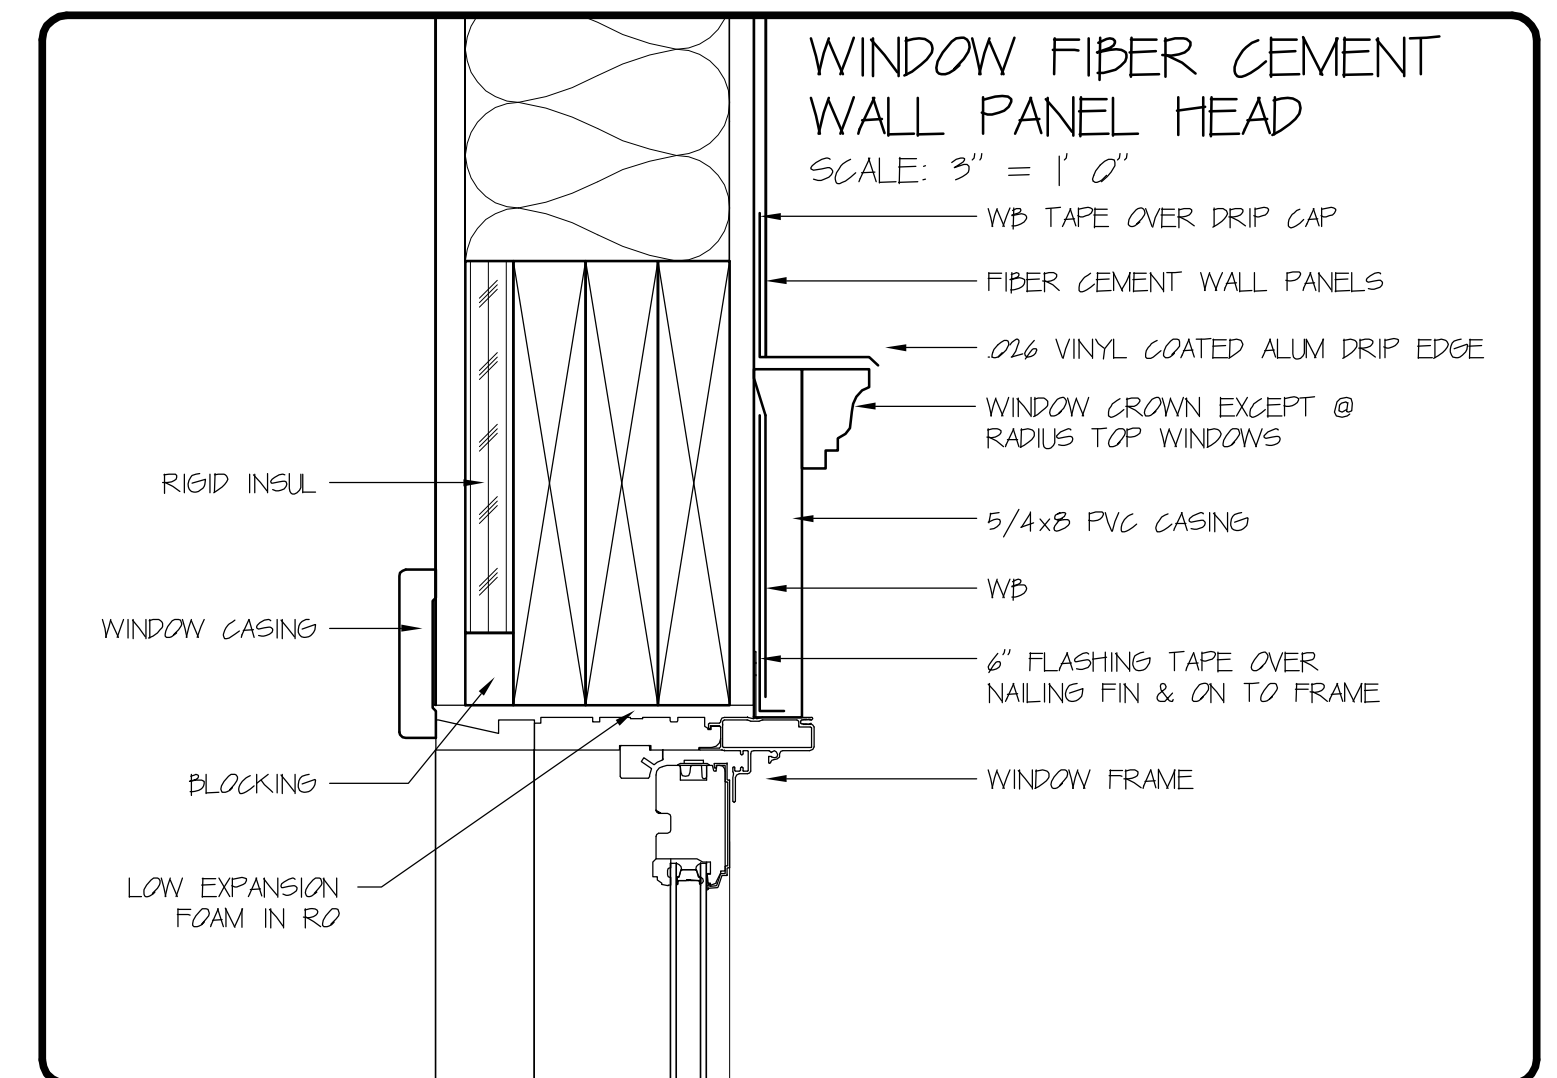 WINDOW FIBER CEMENT
WALL PANEL HEAD
SCALE: 3" = 1' 0"
WB TAPE OVER DRIP CAP
FIBER CEMENT WALL PANELS
.026 VINYL COATED ALUM DRIP EDGE
WINDOW CROWN EXCEPT @
RADIUS TOP WINDOWS
RIGID INSUL
5/4x8 PVC CASING
WB
WINDOW CASING
6" FLASHING TAPE OVER
NAILING FIN & ON TO FRAME
BLOCKING
WINDOW FRAME
LOW EXPANSION
FOAM IN RO